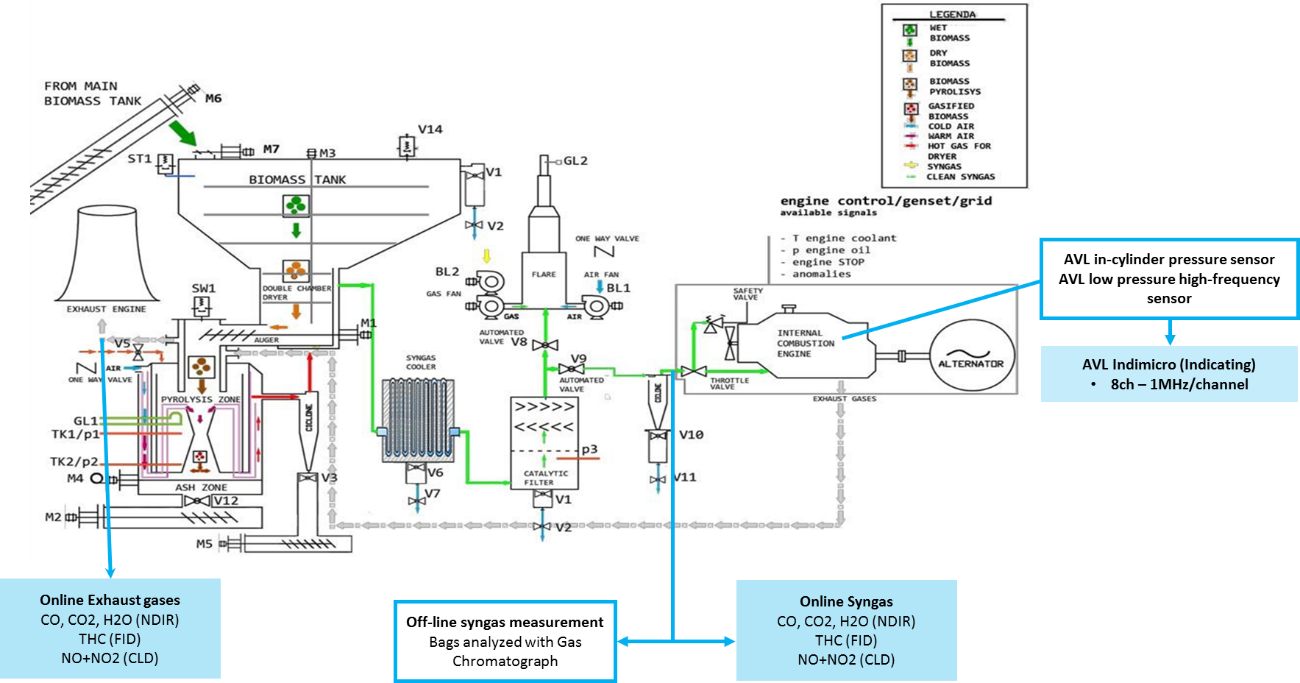 LEGENDA
WET
BIOMASS
DRY
BIOMASS
BIOMASS
PYROLISYS
GASIFIED
BIOMASS
COLD AIR
WARM AIR
HOT GAS FOR
DRYER
SYNGAS
CLEAN SYNGAS
FROM MAIN
BIOMASS TANK
M6
M7
M3
V14
ST1
BIOMASS TANK
V1
V2
GL2
ONE WAY VALVE
BL2
GAS FAN
FLARE
AIR FAN
BL1
GAS
AIR
engine control/genset/grid
available signals
- T engine coolant
- p engine oil
- engine STOP
- anomalies
AVL in-cylinder pressure sensor
AVL low pressure high-frequency
sensor
AVL Indimicro (Indicating)
• 8ch – 1MHz/channel
EXHAUST ENGINE
SW1
DOUBLE CHAMBER
DRYER
M1
AUGER
V5
AIR
ONE WAY VALVE
PYROLYSIS ZONE
GL1
TK1/p1
TK2/p2
M4
ASH ZONE
V12
M2
M5
CICLONE
V3
SYNGAS
COOLER
V6
V7
AUTOMATED
VALVE V8
V9
AUTOMATED
VALVE
p3
CATALYTIC
FILTER
V1
V2
CICLONE
V10
V11
SAFETY
VALVE
INTERNAL
COMBUSTION
ENGINE
THROTTLE
VALVE
ALTERNATOR
EXHAUST GASES
Online Exhaust gases
CO, CO2, H2O (NDIR)
THC (FID)
NO+NO2 (CLD)
Off-line syngas measurement
Bags analyzed with Gas
Chromatograph
Online Syngas
CO, CO2, H2O (NDIR)
THC (FID)
NO+NO2 (CLD)